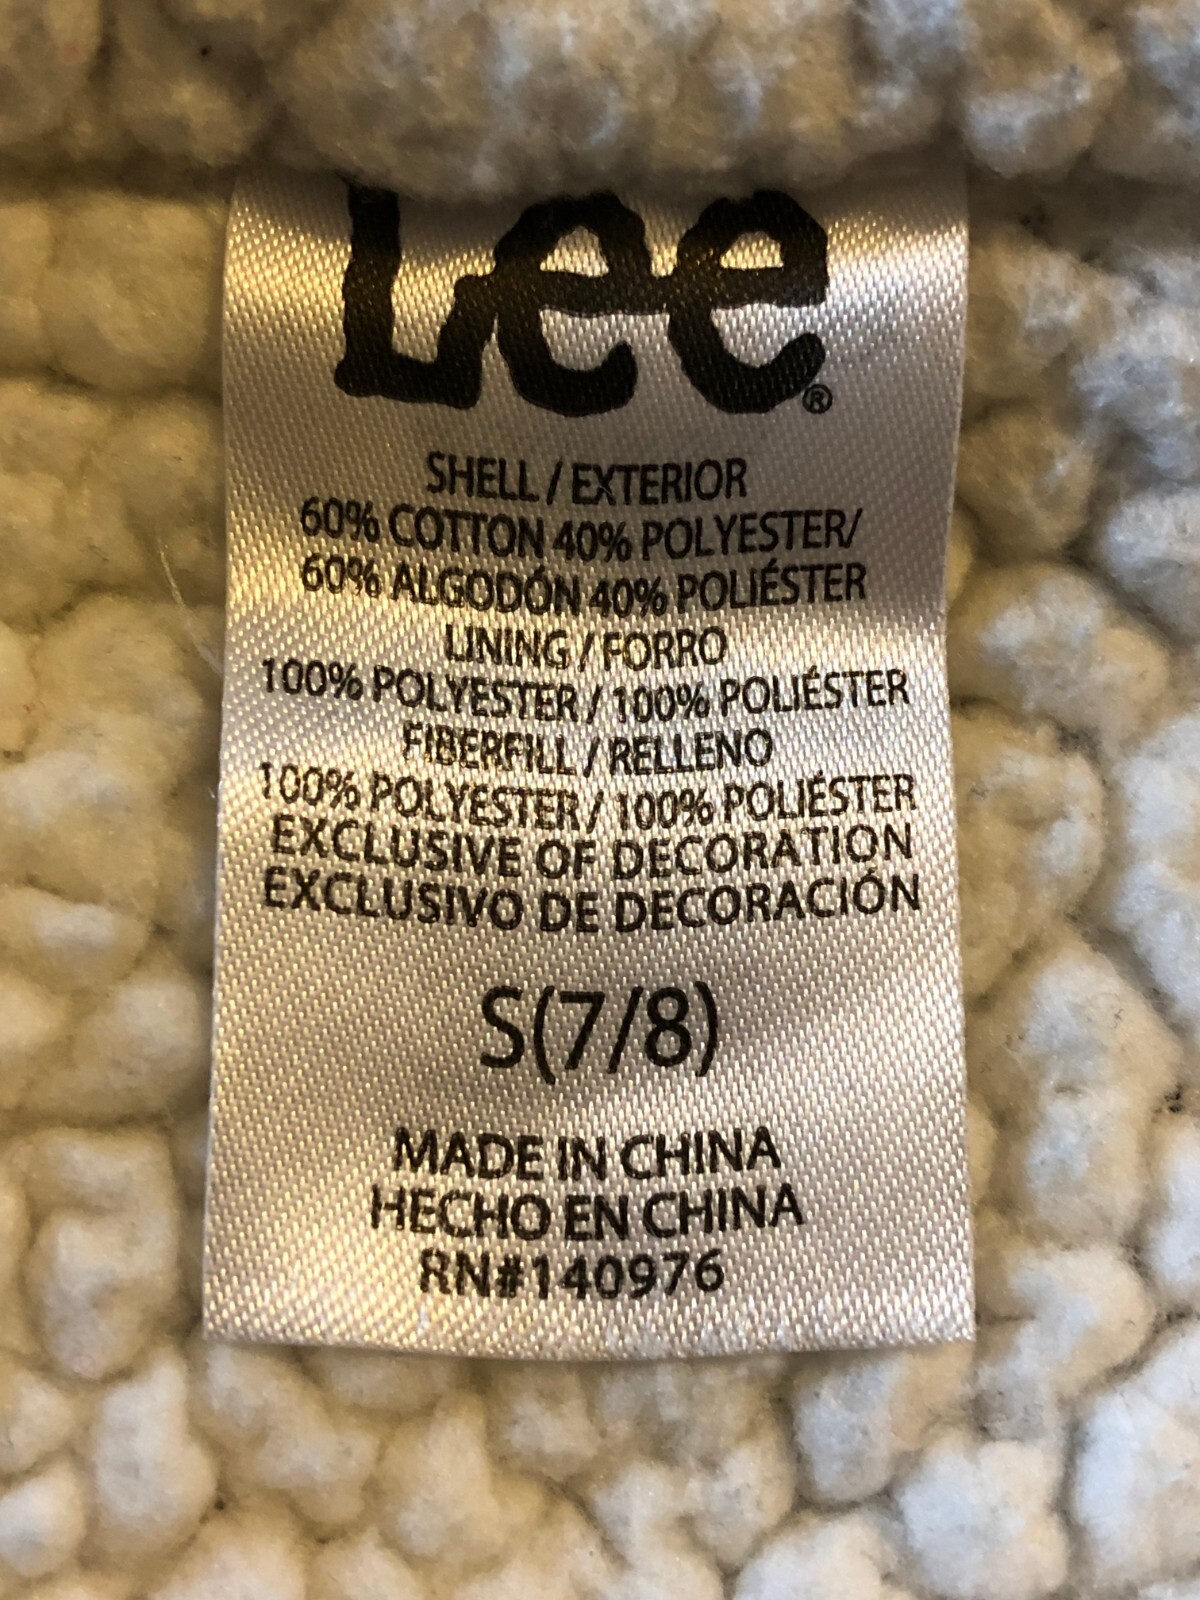 Lee®
SHELL / EXTERIOR
60% COTTON 40% POLYESTER/
60% ALGODÓN 40% POLIÉSTER
LINING / FORRO
100% POLYESTER / 100% POLIÉSTER
FIBERFILL / RELLENO
100% POLYESTER / 100% POLIÉSTER
EXCLUSIVE OF DECORATION
EXCLUSIVO DE DECORACIÓN
S(7/8)
MADE IN CHINA
HECHO EN CHINA
RN#140976